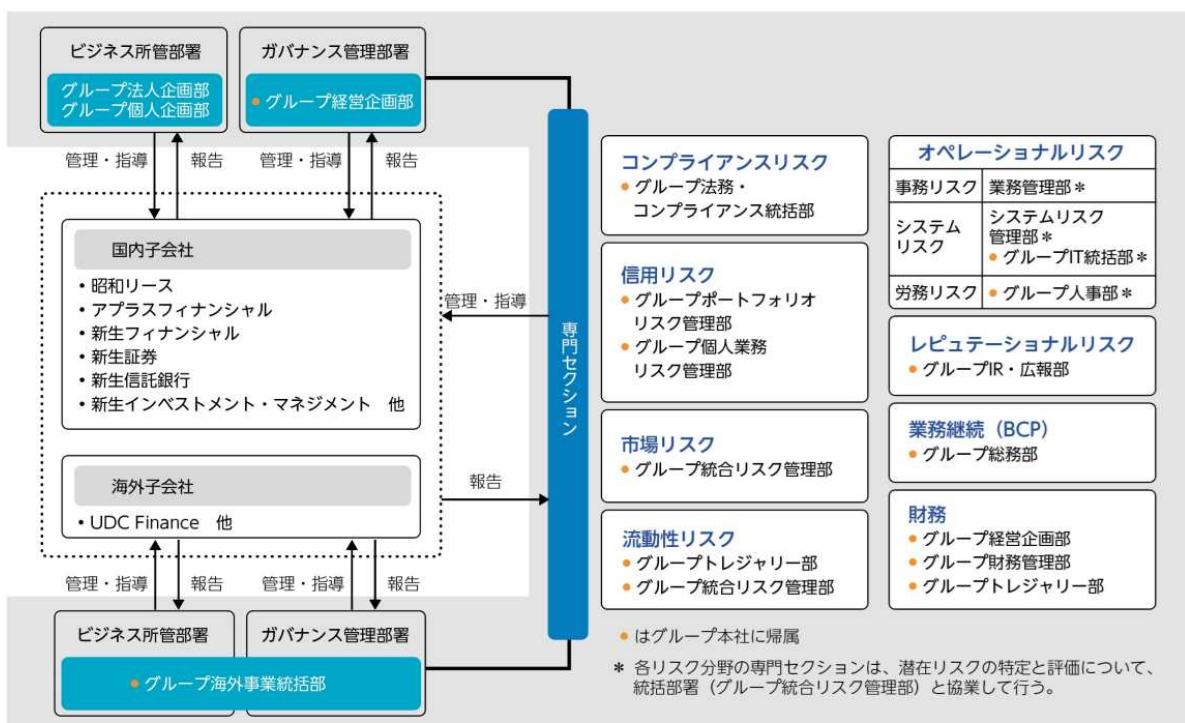 ビジネス所管部署
グループ法人企画部
グループ個人企画部
ガバナンス管理部署
● グループ経営企画部
管理・指導
報告
管理・指導
報告
国内子会社
・昭和リース
・アプラスフィナンシャル
・新生フィナンシャル
・新生証券
・新生信託銀行
・新生インベストメント・マネジメント 他
海外子会社
・UDC Finance 他
管理・指導
報告
管理・指導
報告
ビジネス所管部署
ガバナンス管理部署
● グループ海外事業統括部
管理・指導
報告
専門セクション
コンプライアンスリスク
● グループ法務・
コンプライアンス統括部
信用リスク
● グループポートフォリオ
リスク管理部
● グループ個人業務
リスク管理部
市場リスク
● グループ統合リスク管理部
流動性リスク
● グループトレジャリー部
● グループ統合リスク管理部
オペレーショナルリスク
事務リスク 業務管理部*
システム
リスク
システムリスク
管理部*
● グループIT統括部*
労務リスク ● グループ人事部*
レピュテーショナルリスク
● グループIR・広報部
業務継続（BCP）
● グループ総務部
財務
● グループ経営企画部
● グループ財務管理部
● グループトレジャリー部
● はグループ本社に帰属
* 各リスク分野の専門セクションは、潜在リスクの特定と評価について、
統括部署（グループ統合リスク管理部）と協業して行う。